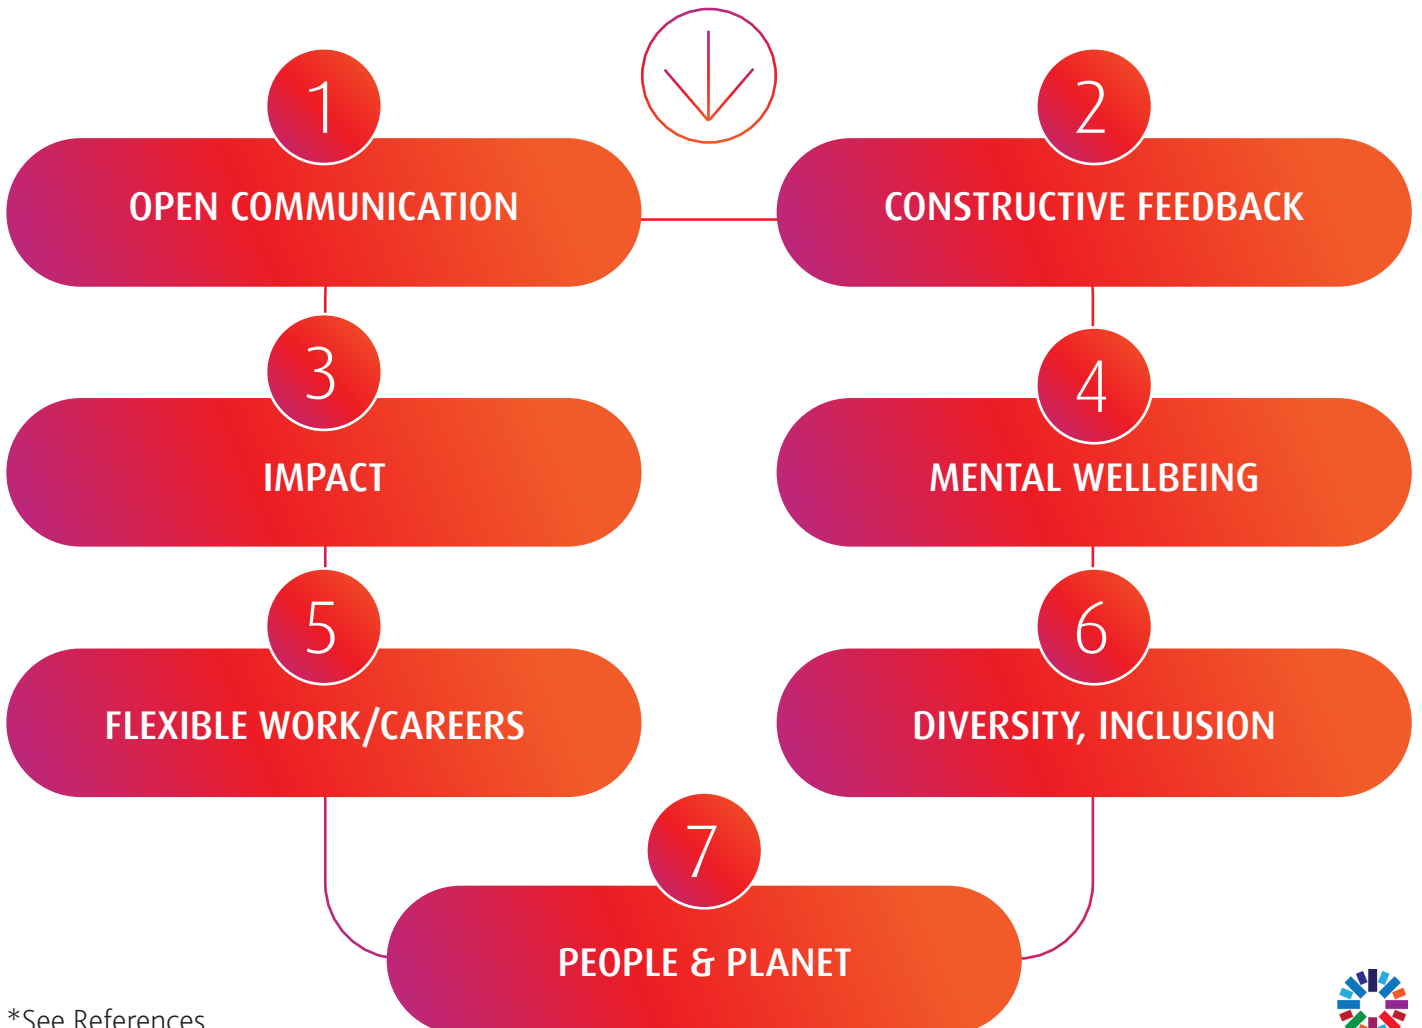 1
OPEN COMMUNICATION
2
CONSTRUCTIVE FEEDBACK
3
IMPACT
4
MENTAL WELLBEING
5
FLEXIBLE WORK/CAREERS
6
DIVERSITY, INCLUSION
7
PEOPLE & PLANET
*See References